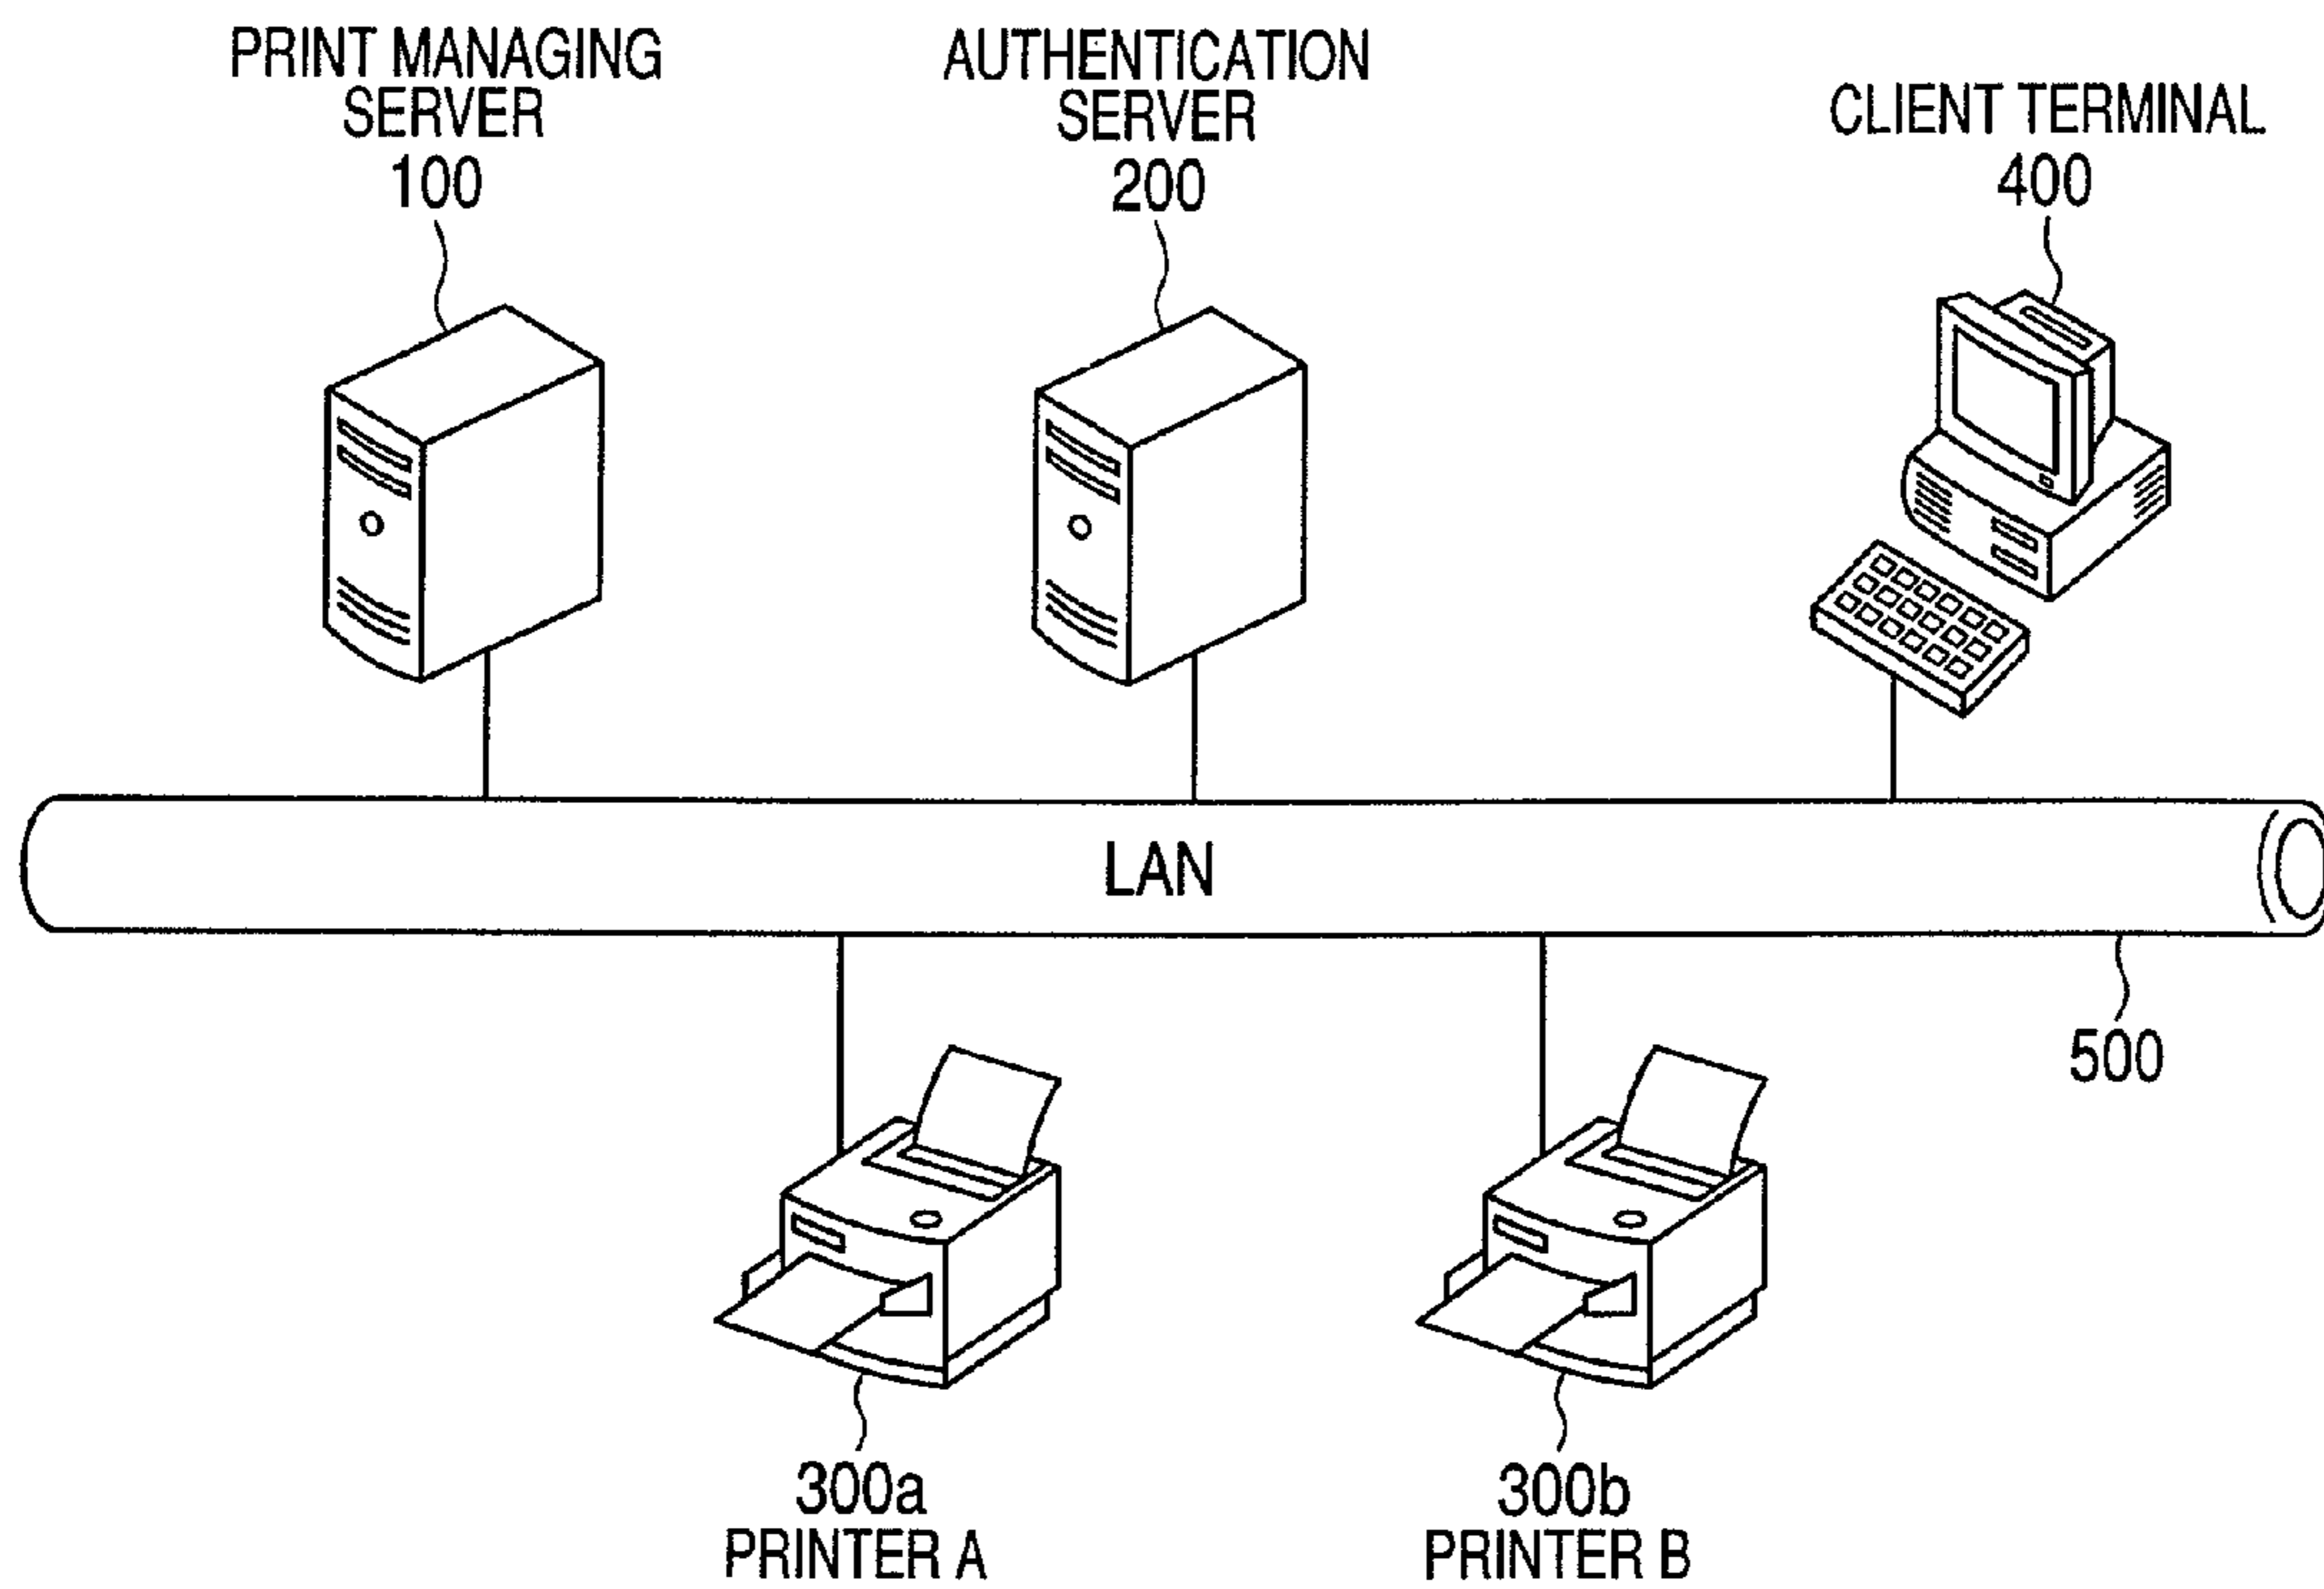 PRINT MANAGING
SERVER
100
AUTHENTICATION
SERVER
200
CLIENT TERMINAL
400
LAN
500
300a
PRINTER A
300b
PRINTER B